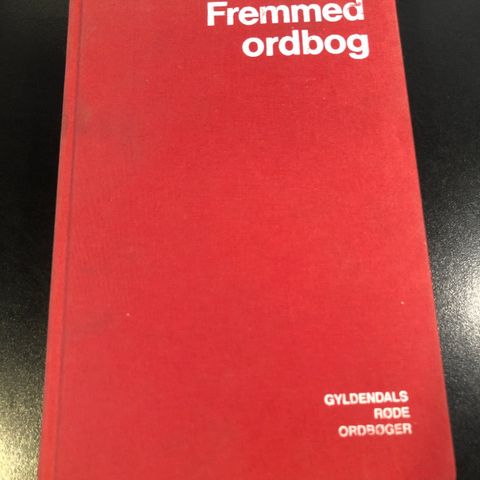 Fremmed
ordbog
GYLDENDALS
RØDE
ORDBØGER